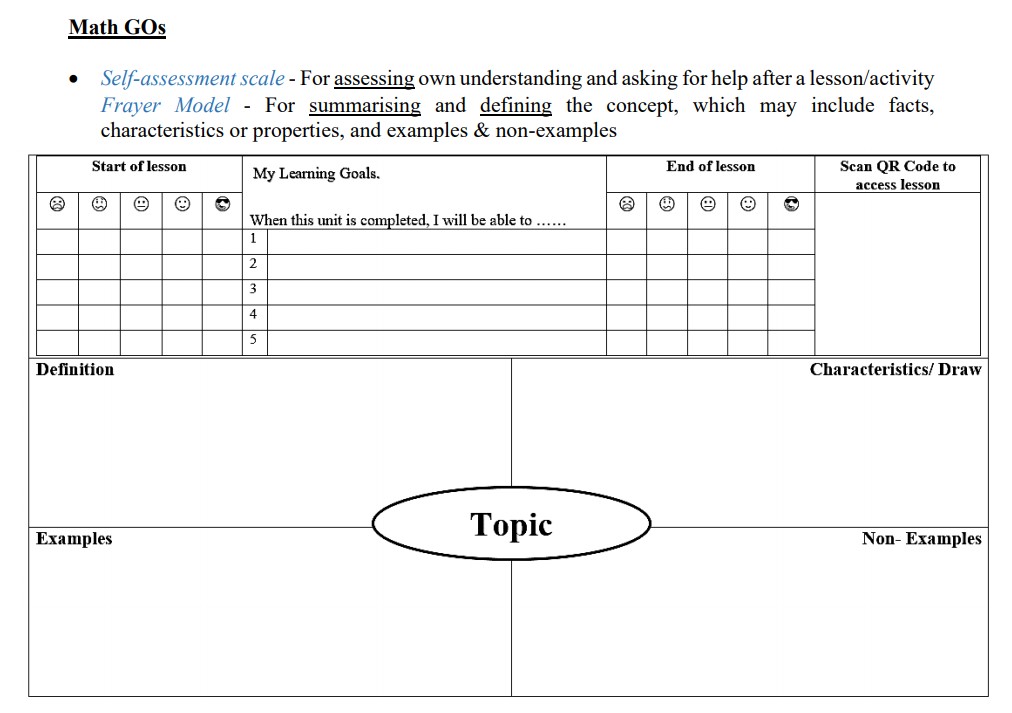 Math GOs
• Self-assessment scale - For assessing own understanding and asking for help after a lesson/activity
Frayer Model - For summarising and defining the concept, which may include facts,
characteristics or properties, and examples & non-examples
Start of lesson
My Learning Goals.
When this unit is completed, I will be able to ......
End of lesson
Scan QR Code to
access lesson
1
2
3
4
5
Definition
Characteristics/ Draw
Topic
Examples
Non- Examples